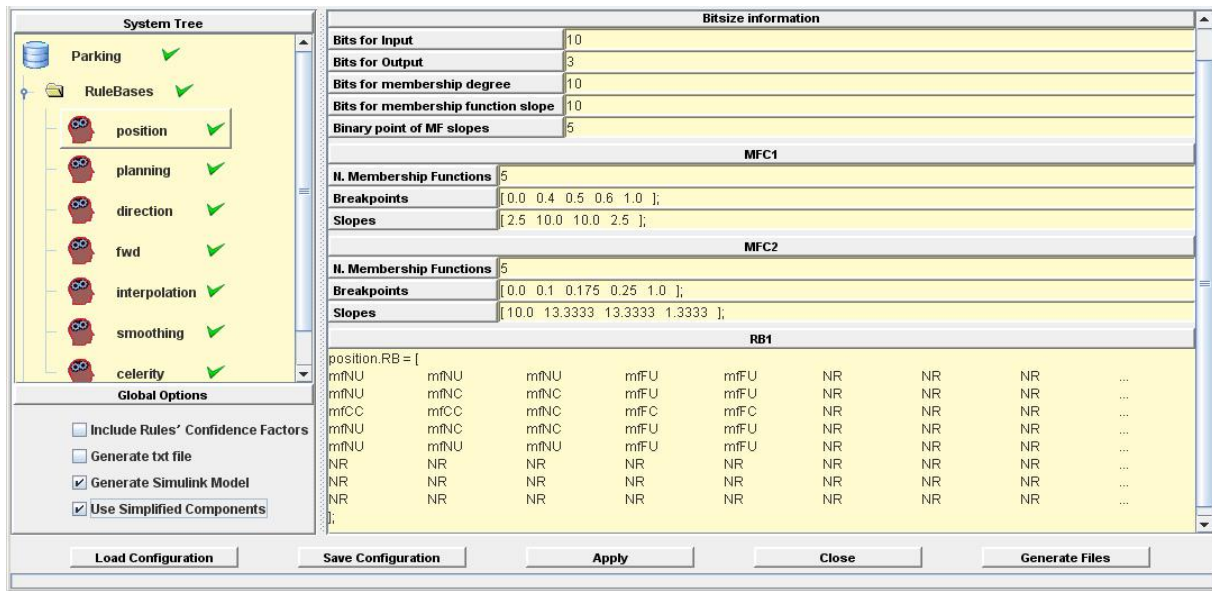 System Tree
Parking
RuleBases
position
planning
direction
fwd
interpolation
smoothing
celerity
Global Options
Include Rules' Confidence Factors
Generate txt file
Generate Simulink Model
Use Simplified Components
Bitsize information
Bits for Input 10
Bits for Output 3
Bits for membership degree 10
Bits for membership function slope 10
Binary point of MF slopes 5
MFC1
N. Membership Functions 5
Breakpoints [ 0.0 0.4 0.5 0.6 1.0 ];
Slopes [ 2.5 10.0 10.0 2.5 ];
MFC2
N. Membership Functions 5
Breakpoints [ 0.0 0.1 0.175 0.25 1.0 ];
Slopes [ 10.0 13.3333 13.3333 1.3333 ];
RB1
position.RB = [
mfNU mfNU mfNU mfFU mfFU NR NR NR ...
mfNU mfNC mfNC mfFU mfFU NR NR NR ...
mfCC mfCC mfNC mfFC mfFC NR NR NR ...
mfNU mfNC mfNC mfFU mfFU NR NR NR ...
mfNU mfNU mfNU mfFU mfFU NR NR NR ...
NR NR NR NR NR NR NR NR ...
NR NR NR NR NR NR NR NR ...
NR NR NR NR NR NR NR NR ...
];
Load Configuration Save Configuration Apply Close Generate Files